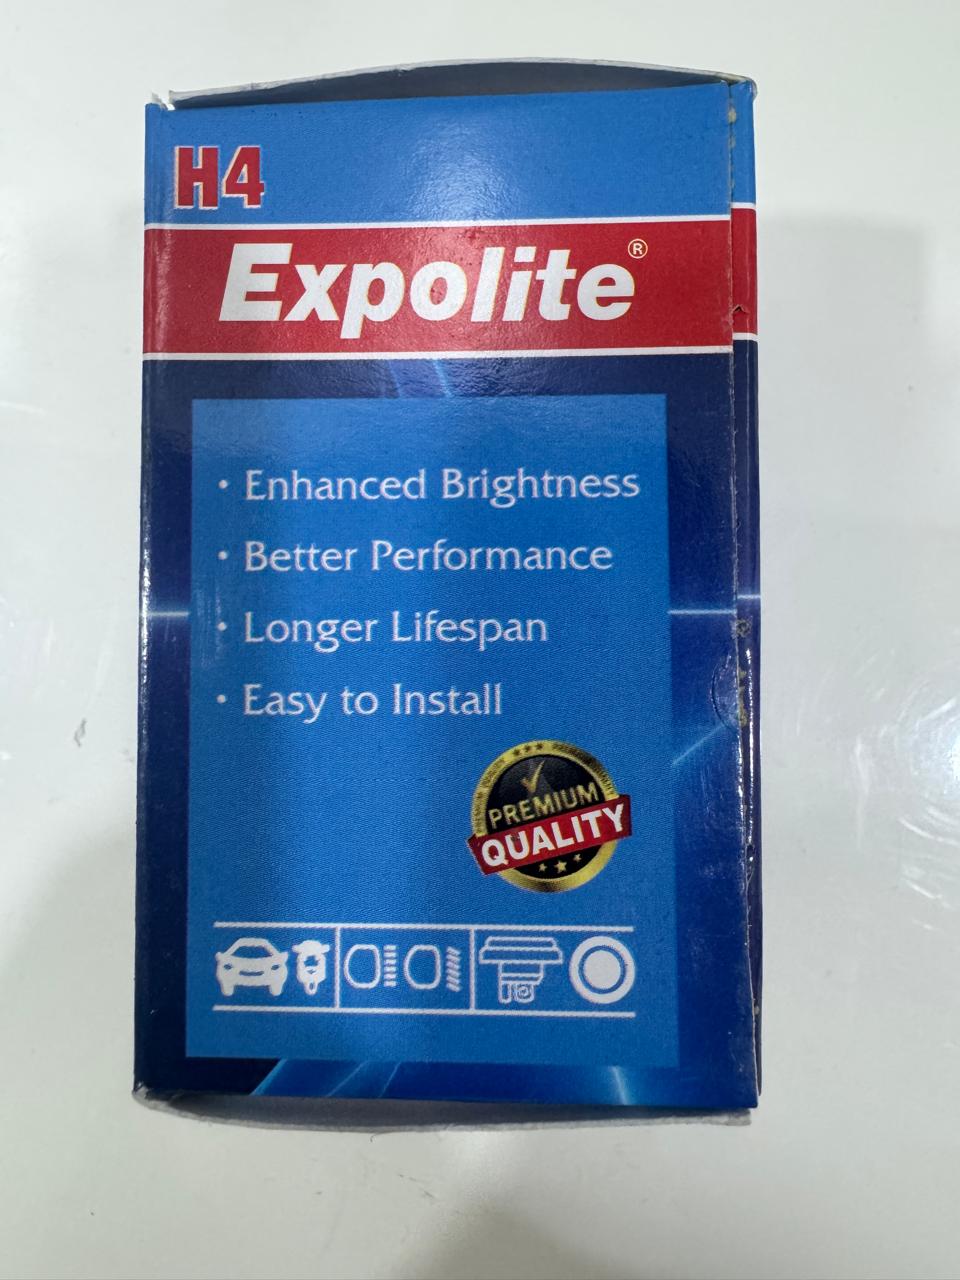 H4
Expolite®
• Enhanced Brightness
• Better Performance
• Longer Lifespan
• Easy to Install
PREMIUM
QUALITY